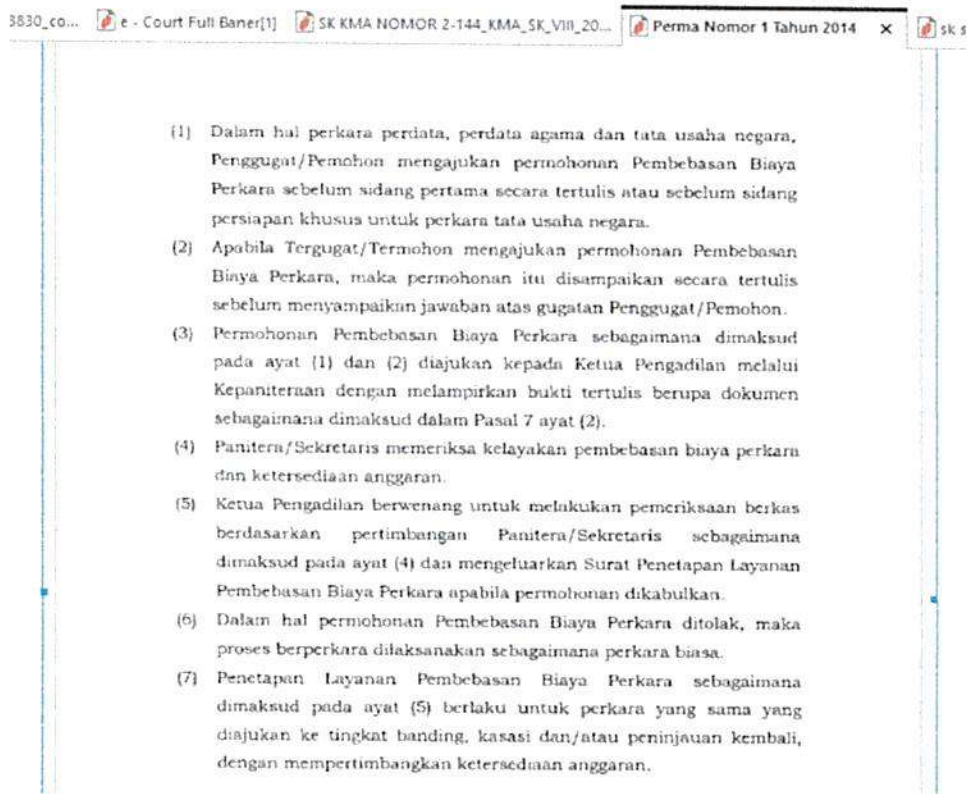 3830_co...
e - Court Full Baner[1]
SK KMA NOMOR 2-144_KMA_SK_VIII_20...
Perma Nomor 1 Tahun 2014
×
sk s
(1) Dalam hal perkara perdata, perdata agama dan tata usaha negara,
Penggugat/Pemohon mengajukan permohonan Pembebasan Biaya
Perkara sebelum sidang pertama secara tertulis atau sebelum sidang
persiapan khusus untuk perkara tata usaha negara.
(2) Apabila Tergugat/Termohon mengajukan permohonan Pembebasan
Biaya Perkara, maka permohonan itu disampaikan secara tertulis
sebelum menyampaikan jawaban atas gugatan Penggugat/Pemohon.
(3) Permohonan Pembebasan Biaya Perkara sebagaimana dimaksud
pada ayat (1) dan (2) diajukan kepada Ketua Pengadilan melalui
Kepaniteraan dengan melampirkan bukti tertulis berupa dokumen
sebagaimana dimaksud dalam Pasal 7 ayat (2).
(4) Panitera/Sekretaris memeriksa kelayakan pembebasan biaya perkara
dan ketersediaan anggaran.
(5) Ketua Pengadilan berwenang untuk melakukan pemeriksaan berkas
berdasarkan pertimbangan Panitera/Sekretaris sebagaimana
dimaksud pada ayat (4) dan mengeluarkan Surat Penetapan Layanan
Pembebasan Biaya Perkara apabila permohonan dikabulkan.
(6) Dalam hal permohonan Pembebasan Biaya Perkara ditolak, maka
proses berperkara dilaksanakan sebagaimana perkara biasa.
(7) Penetapan Layanan Pembebasan Biaya Perkara sebagaimana
dimaksud pada ayat (5) berlaku untuk perkara yang sama yang
diajukan ke tingkat banding, kasasi dan/atau peninjauan kembali,
dengan mempertimbangkan ketersediaan anggaran.